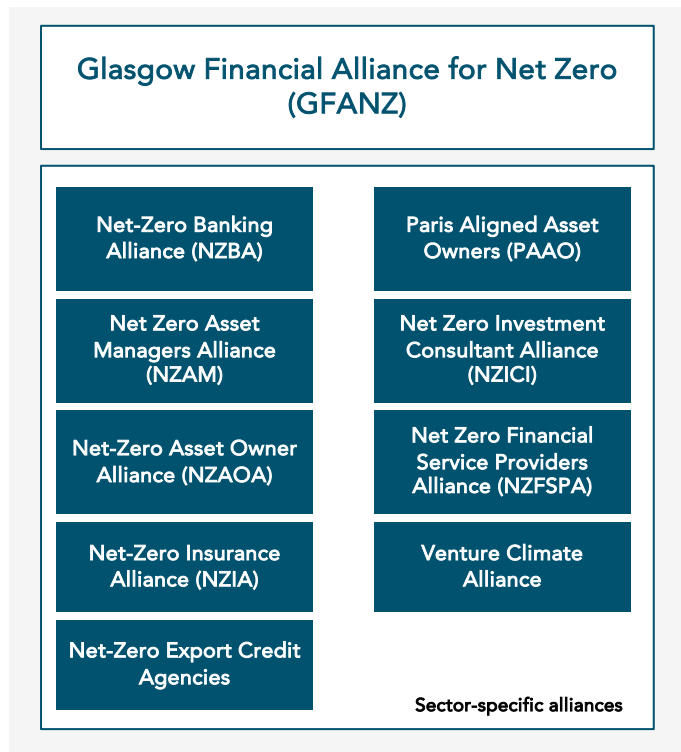 Glasgow Financial Alliance for Net Zero
(GFANZ)
Net-Zero Banking
Alliance (NZBA)
Net Zero Asset
Managers Alliance
(NZAM)
Net-Zero Asset Owner
Alliance (NZAOA)
Net-Zero Insurance
Alliance (NZIA)
Net-Zero Export Credit
Agencies
Paris Aligned Asset
Owners (PAAO)
Net Zero Investment
Consultant Alliance
(NZICI)
Net Zero Financial
Service Providers
Alliance (NZFSPA)
Venture Climate
Alliance
Sector-specific alliances